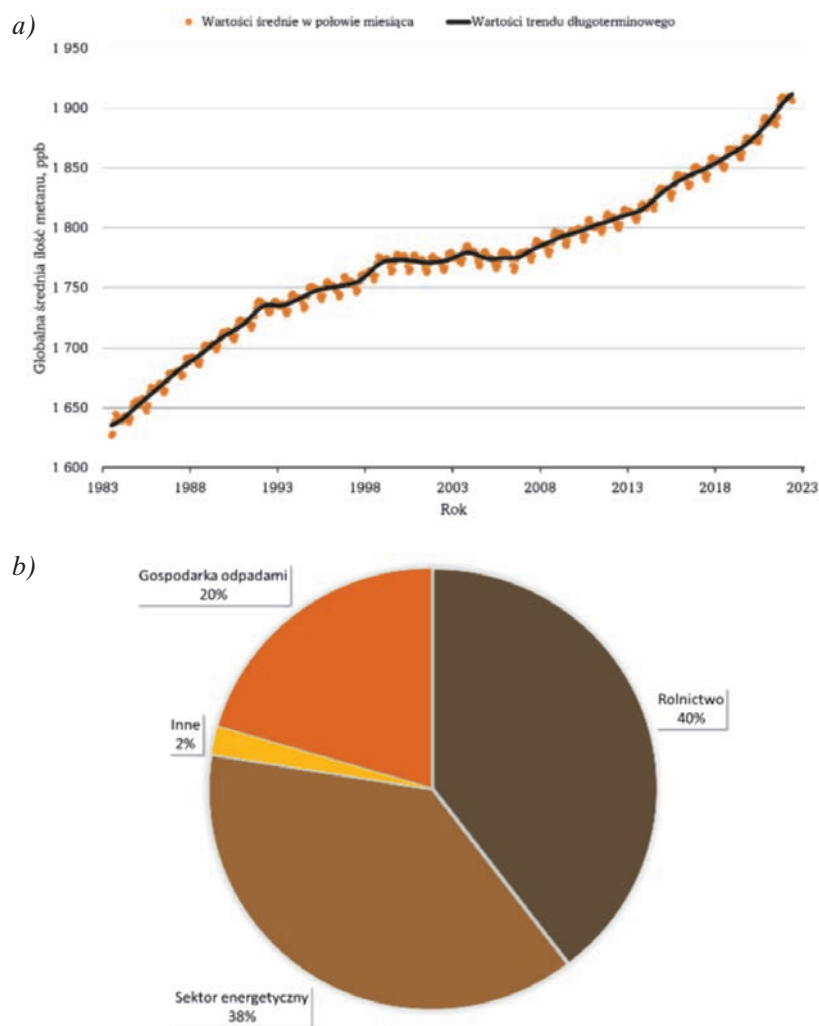 a)
Wartości średnie w połowie miesiąca
Wartości trendu długoterminowego
Globalna średnia ilość metanu, ppb
1 950
1 900
1 850
1 800
1 750
1 700
1 650
1 600
1983
1988
1993
1998
2003
2008
2013
2018
2023
Rok
b)
Gospodarka odpadami
20%
Rolnictwo
40%
Inne
2%
Sektor energetyczny
38%